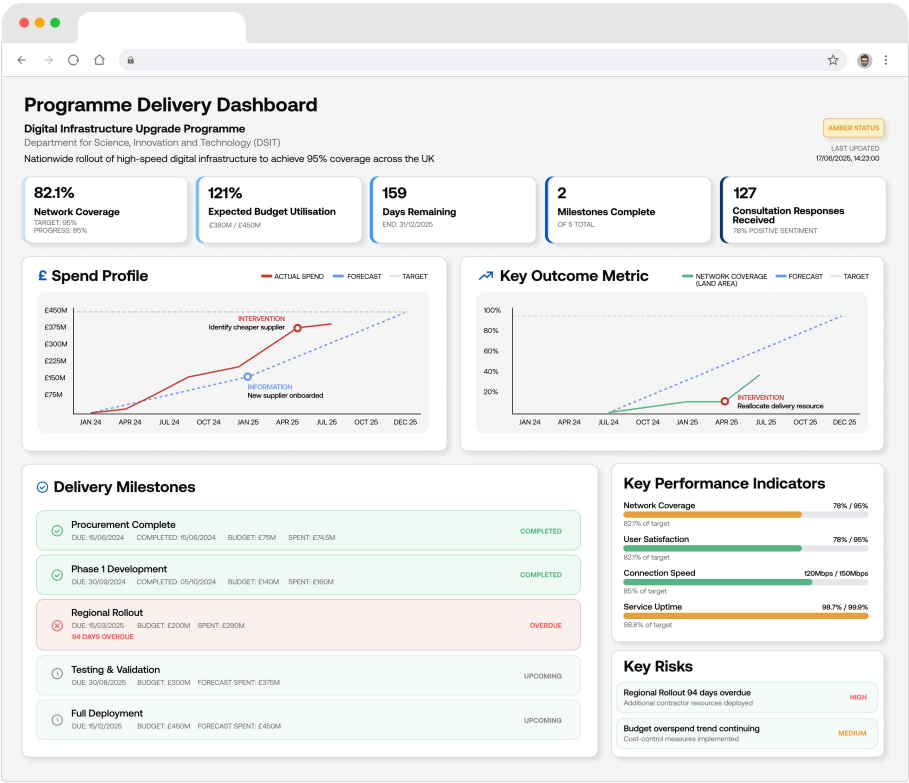 Programme Delivery Dashboard
Digital Infrastructure Upgrade Programme
Department for Science, Innovation and Technology (DSIT)
Nationwide rollout of high-speed digital infrastructure to achieve 95% coverage across the UK
AMBER STATUS
LAST UPDATED
17/06/2025, 14:23:00
82.1%
Network Coverage
TARGET: 95%
PROGRESS: 85%
121%
Expected Budget Utilisation
£380M / £450M
159
Days Remaining
END: 31/12/2025
2
Milestones Complete
OF 5 TOTAL
127
Consultation Responses
Received
78% POSITIVE SENTIMENT
£ Spend Profile
ACTUAL SPEND FORECAST TARGET
£450M
£375M
£300M
£225M
£150M
£75M
INTERVENTION
Identify cheaper supplier
INFORMATION
New supplier onboarded
JAN 24 APR 24 JUL 24 OCT 24 JAN 25 APR 25 JUL 25 OCT 25 DEC 25
Key Outcome Metric
NETWORK COVERAGE
(LAND AREA)
FORECAST TARGET
100%
80%
60%
40%
20%
INTERVENTION
Reallocate delivery resource
JAN 24 APR 24 JUL 24 OCT 24 JAN 25 APR 25 JUL 25 OCT 25 DEC 25
Delivery Milestones
Procurement Complete
DUE: 15/06/2024 COMPLETED: 15/06/2024 BUDGET: £75M SPENT: £74.5M
COMPLETED
Phase 1 Development
DUE: 30/09/2024 COMPLETED: 05/10/2024 BUDGET: £140M SPENT: £160M
COMPLETED
Regional Rollout
DUE: 15/03/2025 BUDGET: £200M SPENT: £290M
94 DAYS OVERDUE
OVERDUE
Testing & Validation
DUE: 30/08/2025 BUDGET: £300M FORECAST SPENT: £375M
UPCOMING
Full Deployment
DUE: 15/12/2025 BUDGET: £450M FORECAST SPENT: £450M
UPCOMING
Key Performance Indicators
Network Coverage 78% / 95%
82.1% of target
User Satisfaction 78% / 95%
82.1% of target
Connection Speed 120Mbps / 150Mbps
85% of target
Service Uptime 98.7% / 99.9%
98.8% of target
Key Risks
Regional Rollout 94 days overdue
Additional contractor resources deployed
HIGH
Budget overspend trend continuing
Cost-control measures implemented
MEDIUM